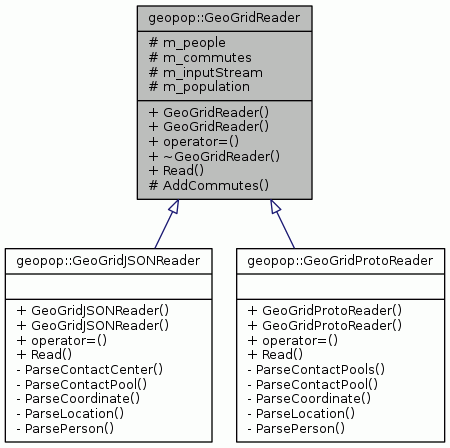 geopop::GeoGridReader
# m_people
# m_commutes
# m_inputStream
# m_population
+ GeoGridReader()
+ GeoGridReader()
+ operator=()
+ ~GeoGridReader()
+ Read()
# AddCommutes()
geopop::GeoGridJSONReader
+ GeoGridJSONReader()
+ GeoGridJSONReader()
+ operator=()
+ Read()
- ParseContactCenter()
- ParseContactPool()
- ParseCoordinate()
- ParseLocation()
- ParsePerson()
geopop::GeoGridProtoReader
+ GeoGridProtoReader()
+ GeoGridProtoReader()
+ operator=()
+ Read()
- ParseContactPools()
- ParseContactPool()
- ParseCoordinate()
- ParseLocation()
- ParsePerson()